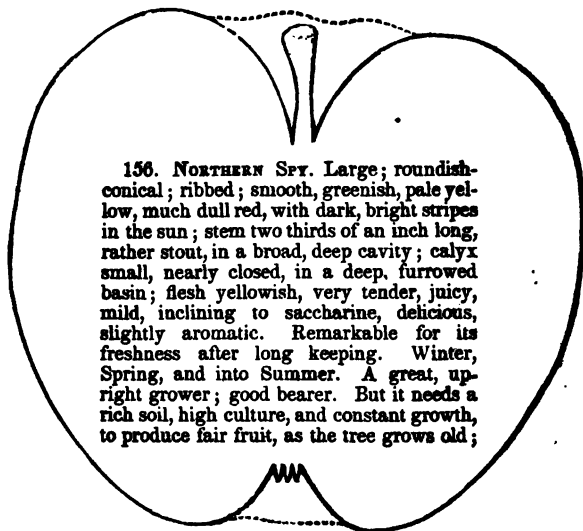 156. NORTHERN SPY. Large; roundish-
conical; ribbed; smooth, greenish, pale yel-
low, much dull red, with dark, bright stripes
in the sun; stem two thirds of an inch long,
rather stout, in a broad, deep cavity; calyx
small, nearly closed, in a deep, furrowed
basin; flesh yellowish, very tender, juicy,
mild, inclining to saccharine, delicious,
slightly aromatic. Remarkable for its
freshness after long keeping. Winter,
Spring, and into Summer. A great, up-
right grower; good bearer. But it needs a
rich soil, high culture, and constant growth,
to produce fair fruit, as the tree grows old;